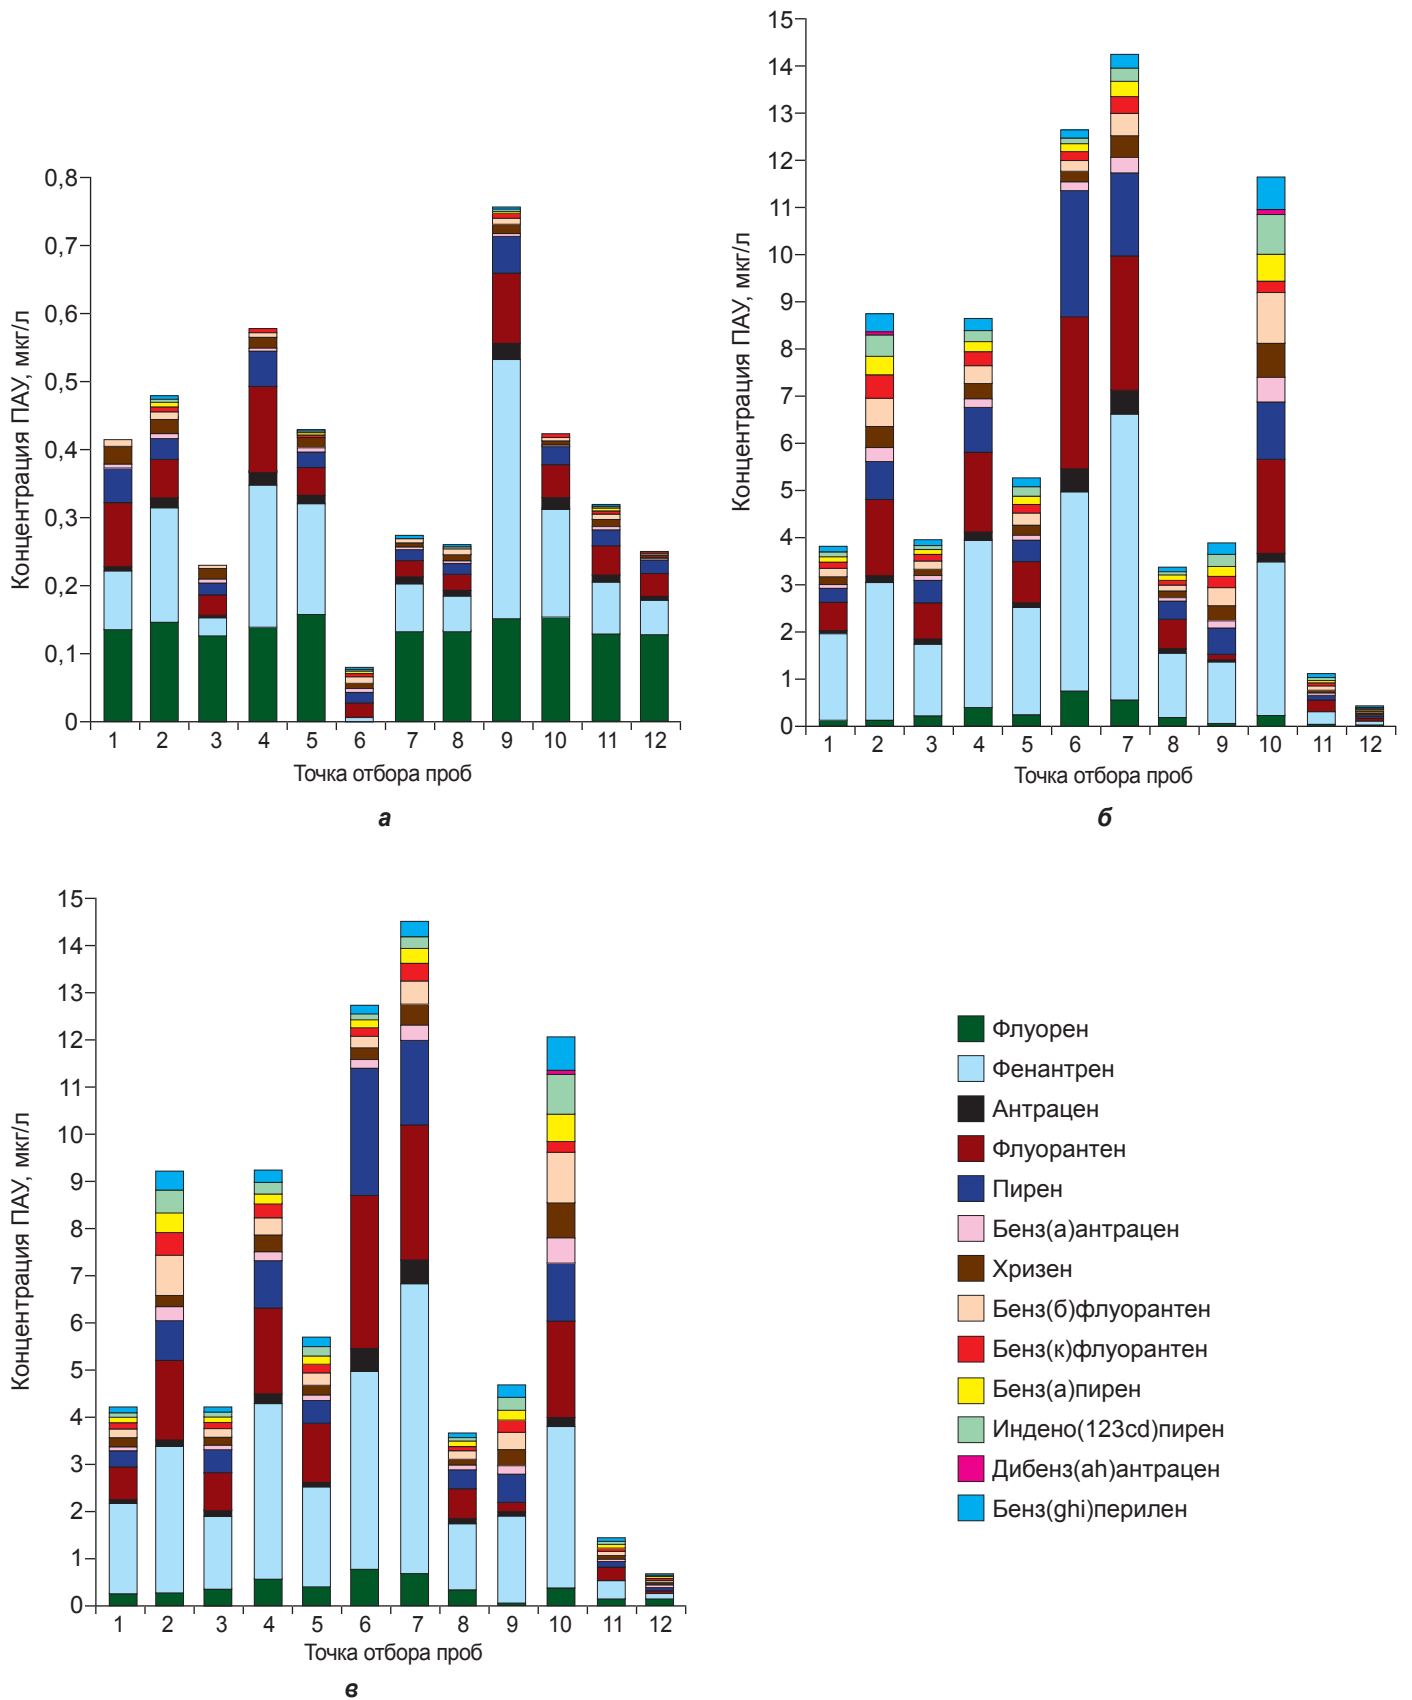 Концентрация ПАУ, мкг/л
0,8
0,7
0,6
0,5
0,4
0,3
0,2
0,1
0
1 2 3 4 5 6 7 8 9 10 11 12
Точка отбора проб
а
Концентрация ПАУ, мкг/л
15
14
13
12
11
10
9
8
7
6
5
4
3
2
1
0
1 2 3 4 5 6 7 8 9 10 11 12
Точка отбора проб
б
Концентрация ПАУ, мкг/л
15
14
13
12
11
10
9
8
7
6
5
4
3
2
1
0
1 2 3 4 5 6 7 8 9 10 11 12
Точка отбора проб
в
Флуорен
Фенантрен
Антрацен
Флуорантен
Пирен
Бенз(а)антрацен
Хризен
Бенз(б)флуорантен
Бенз(к)флуорантен
Бенз(а)пирен
Индено(123cd)пирен
Дибенз(ah)антрацен
Бенз(ghi)перилен